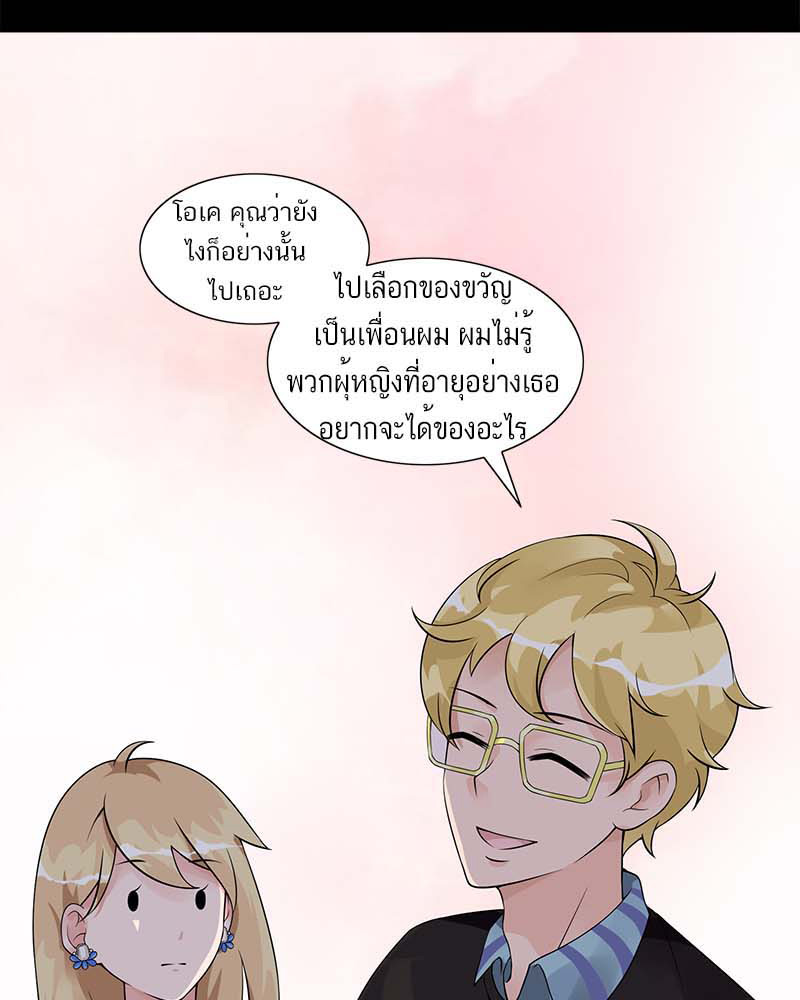 โอเค คุณว่ายัง
ไงก็อย่างนั้น
ไปเถอะ
ไปเลือกของขวัญ
เป็นเพื่อนผม ผมไม่รู้
พวกผุ้หญิงที่อายุอย่างเธอ
อยากจะได้ของอะไร